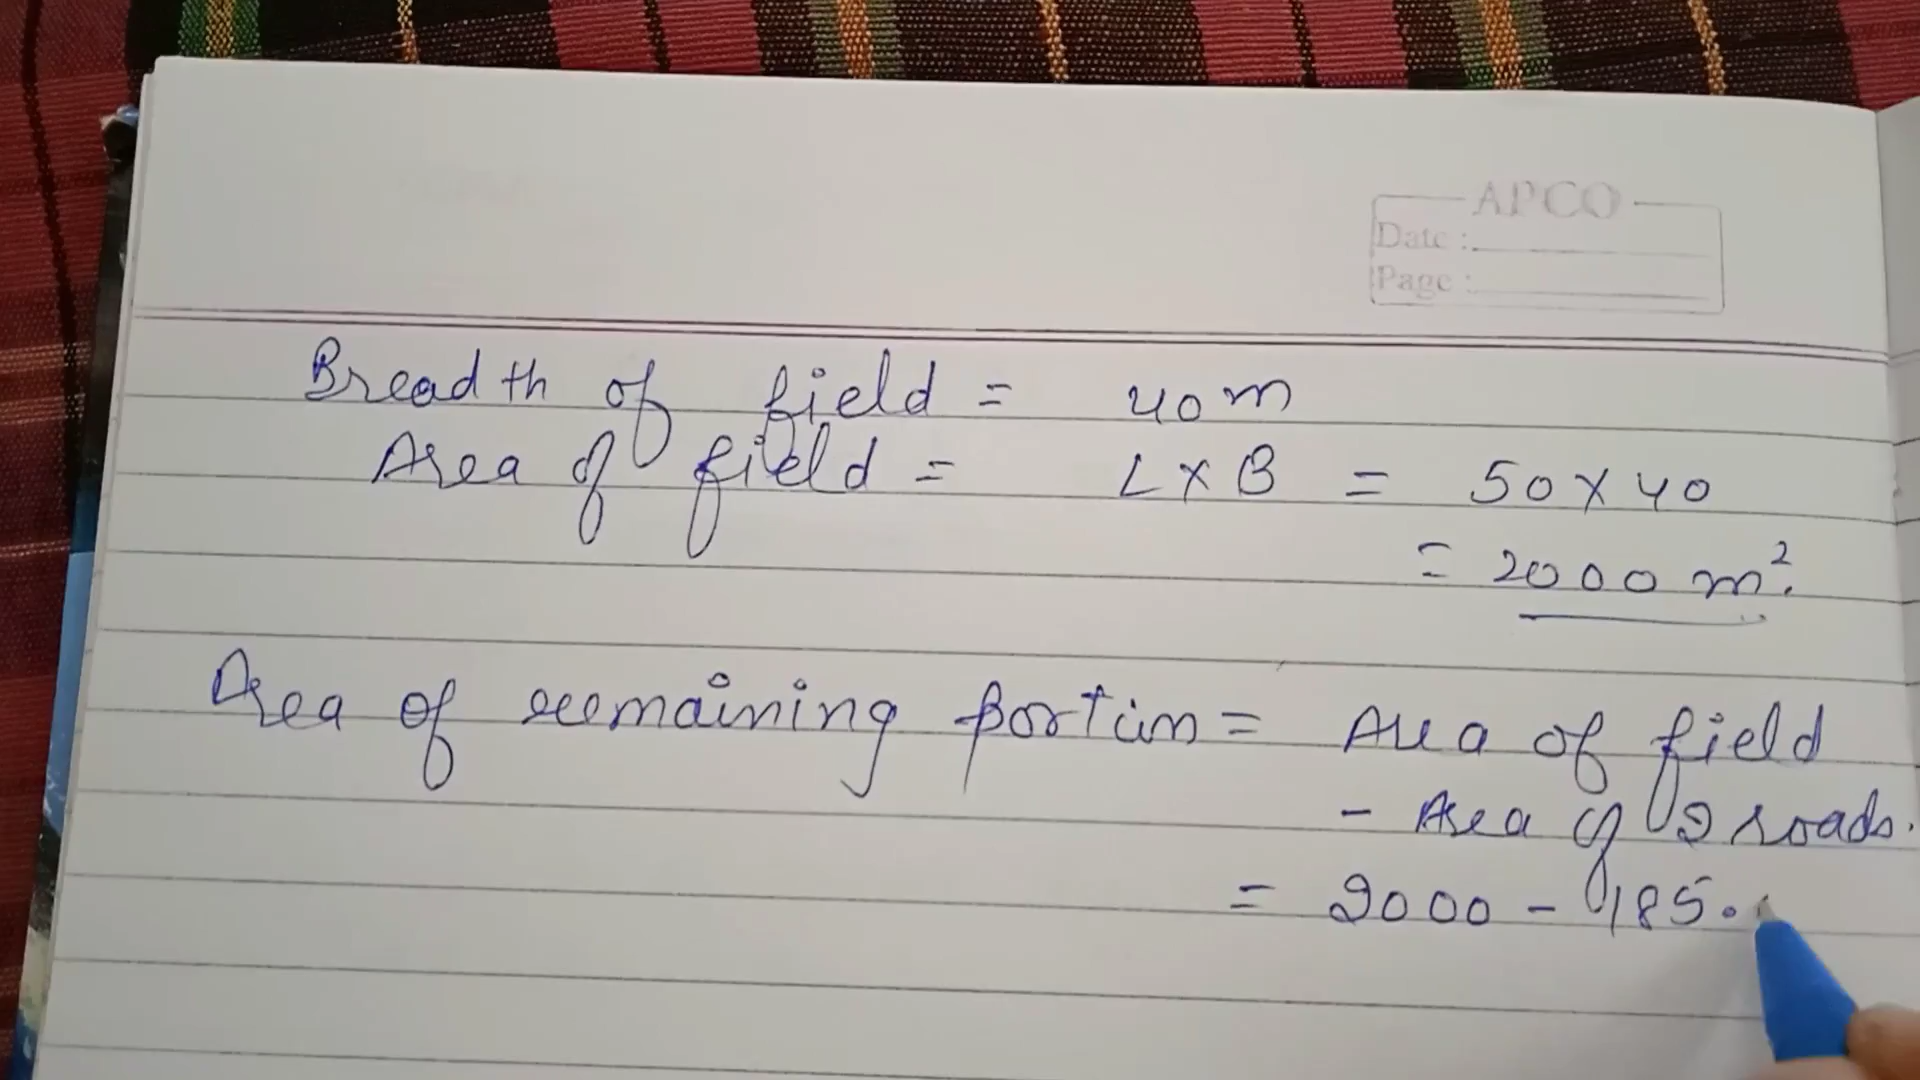 APCO
Date :
Page :
Breadth of field = 40m
Area of field = L X B = 50 X 40
= 2000 m².
Area of remaining portion = Area of field
- Area of 2 roads.
= 2000 - 185.